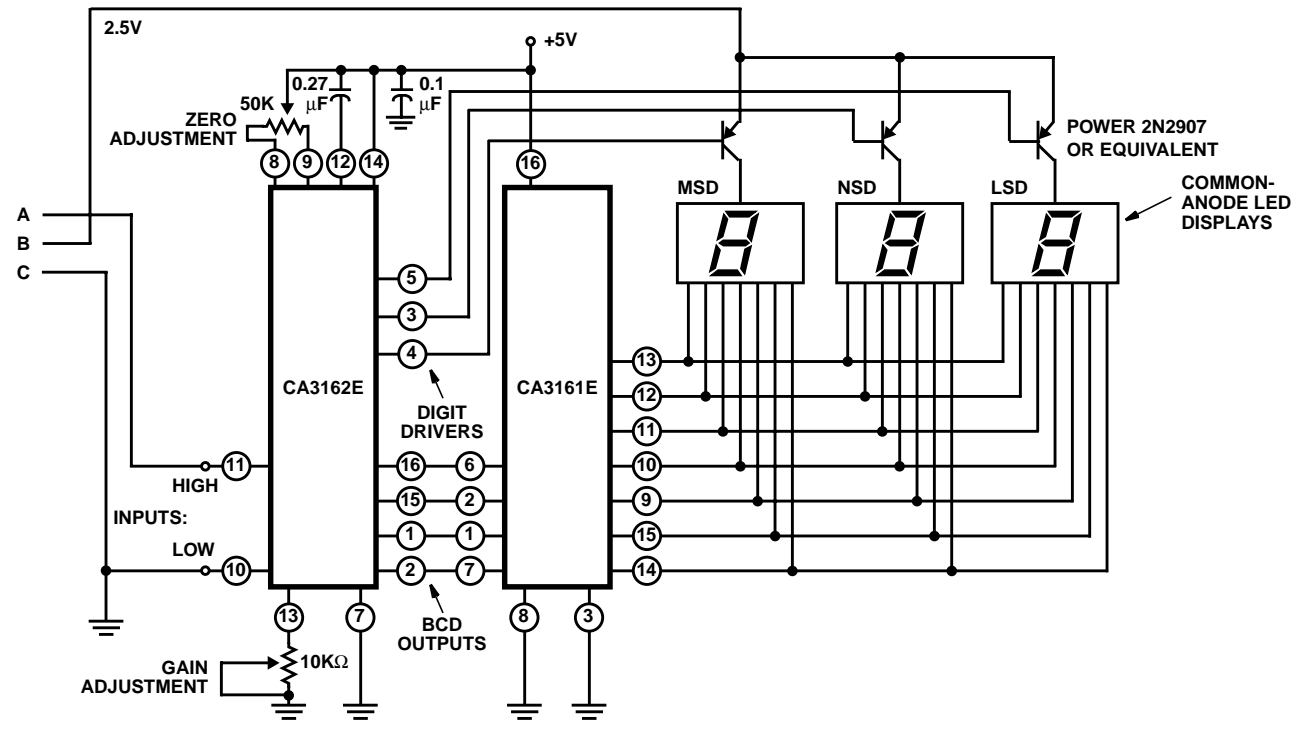 2.5V
+5V
0.27
μF
0.1
μF
50K
ZERO
ADJUSTMENT
8
9
12
14
16
POWER 2N2907
OR EQUIVALENT
MSD
NSD
LSD
COMMON-
ANODE LED
DISPLAYS
A
B
C
5
3
4
CA3162E
CA3161E
DIGIT
DRIVERS
13
12
11
10
9
15
14
11
HIGH
INPUTS:
LOW
10
16
6
15
2
1
1
2
7
BCD
OUTPUTS
13
7
8
3
10KΩ
GAIN
ADJUSTMENT
8
8
8